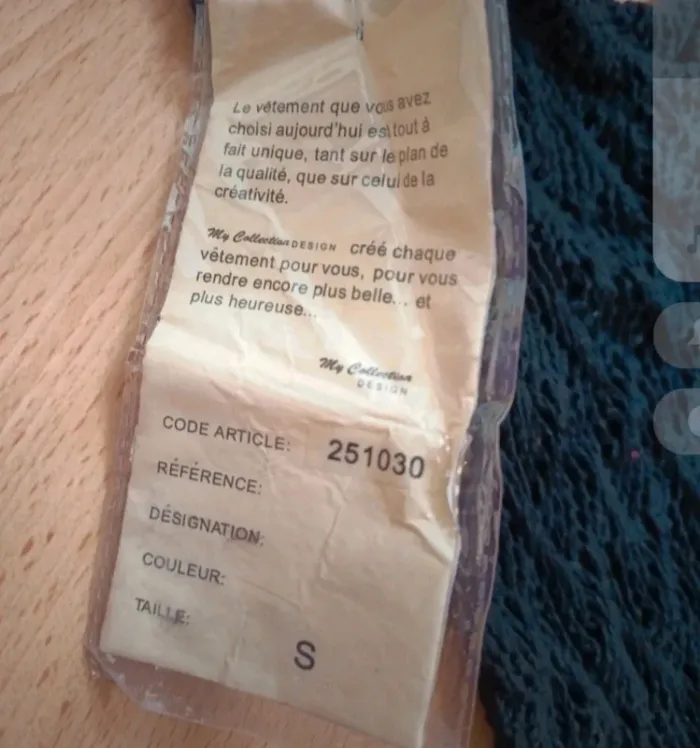 Le vêtement que vous avez
choisi aujourd'hui est tout à
fait unique, tant sur le plan de
la qualité, que sur celui de la
créativité.
My Collection DESIGN créé chaque
vêtement pour vous, pour vous
rendre encore plus belle... et
plus heureuse...
My Collection
DESIGN
CODE ARTICLE: 251030
RÉFÉRENCE:
DÉSIGNATION:
COULEUR:
TAILLE: S